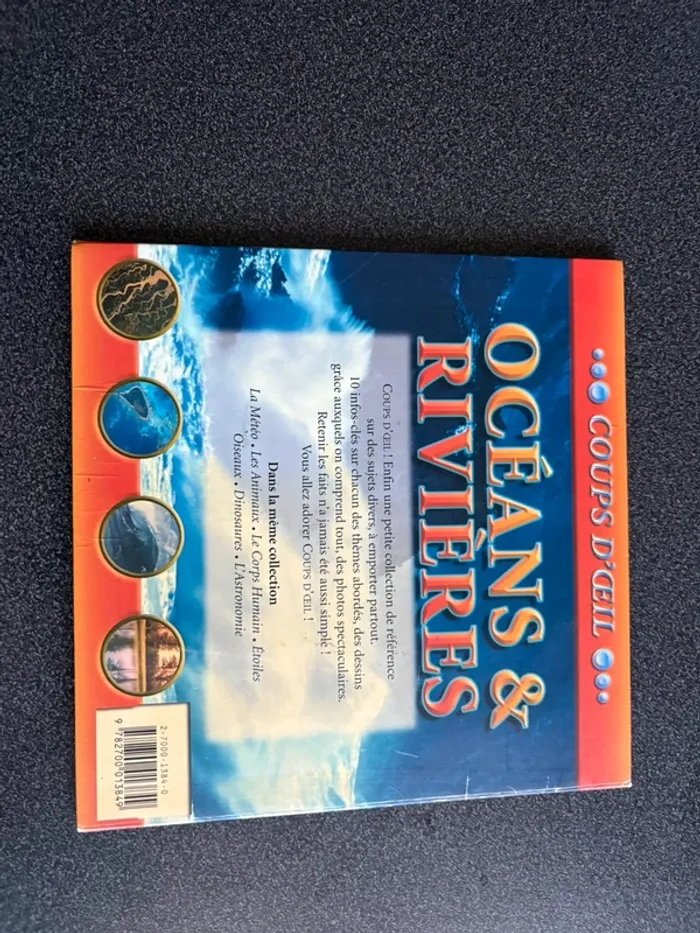 COUPS D'ŒIL
OCÉANS &
RIVIÈRES
COUPS D'ŒIL ! Enfin une petite collection de référence
sur des sujets divers, à emporter partout.
10 infos-clés sur chacun des thèmes abordés, des dessins
grâce auxquels on comprend tout, des photos spectaculaires.
Retenir les faits n'a jamais été aussi simple !
Vous allez adorer COUPS D'ŒIL !
Dans la même collection
La Météo • Les Animaux • Le Corps Humain • Étoiles
Oiseaux • Dinosaures • L'Astronomie
2-7000-1384-0
9 782700 013849